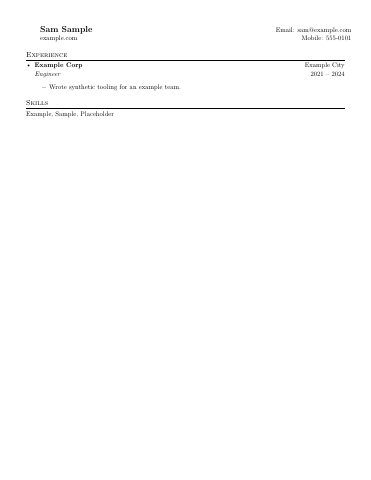 Sam Sample Email: sam@example.com
example.com Mobile: 555-0101
Experience
• Example Corp Example City
Engineer 2021 – 2024
– Wrote synthetic tooling for an example team.
Skills
Example, Sample, Placeholder